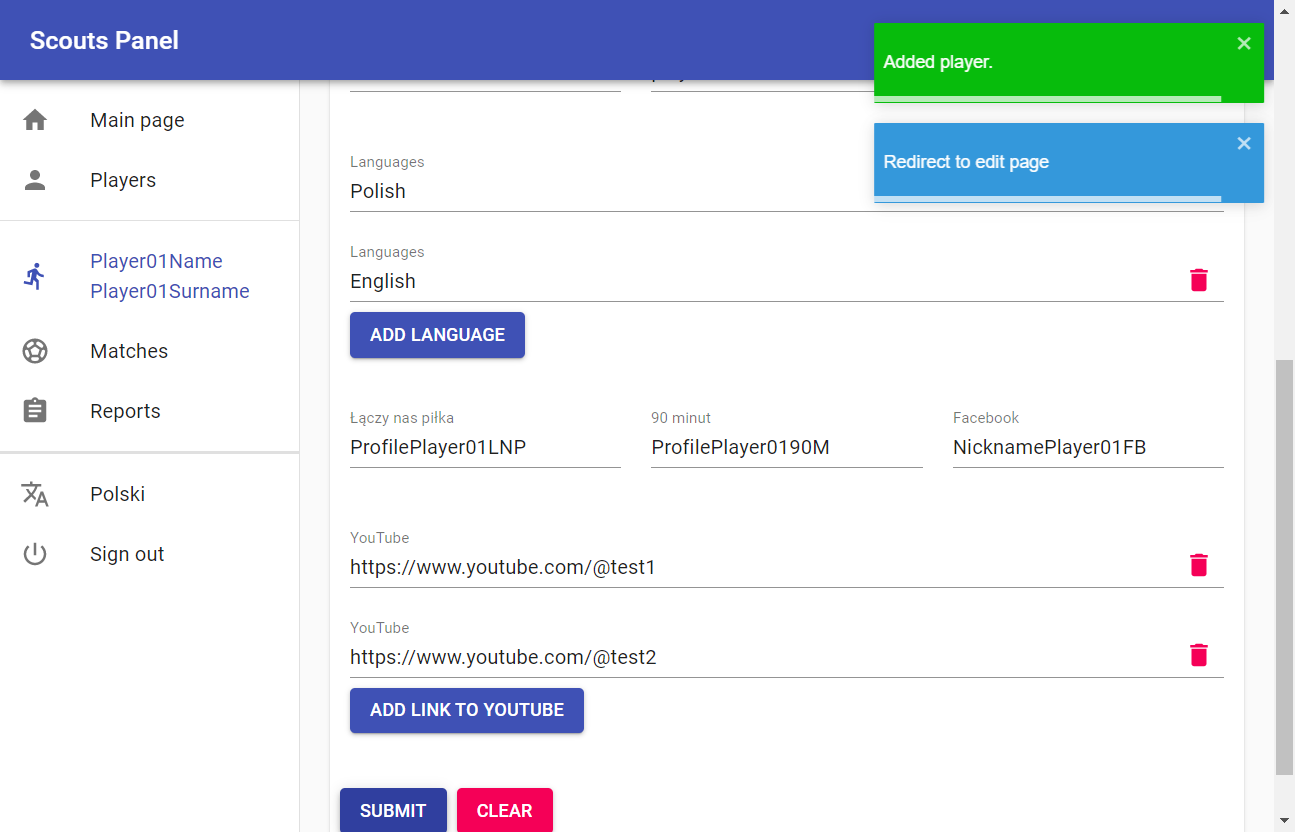 Scouts Panel
Added player.
Redirect to edit page
Main page
Players
Player01Name
Player01Surname
Matches
Reports
Polski
Sign out
Languages
Polish
Languages
English
ADD LANGUAGE
Łączy nas piłka
ProfilePlayer01LNP
90 minut
ProfilePlayer0190M
Facebook
NicknamePlayer01FB
YouTube
https://www.youtube.com/@test1
YouTube
https://www.youtube.com/@test2
ADD LINK TO YOUTUBE
SUBMIT
CLEAR